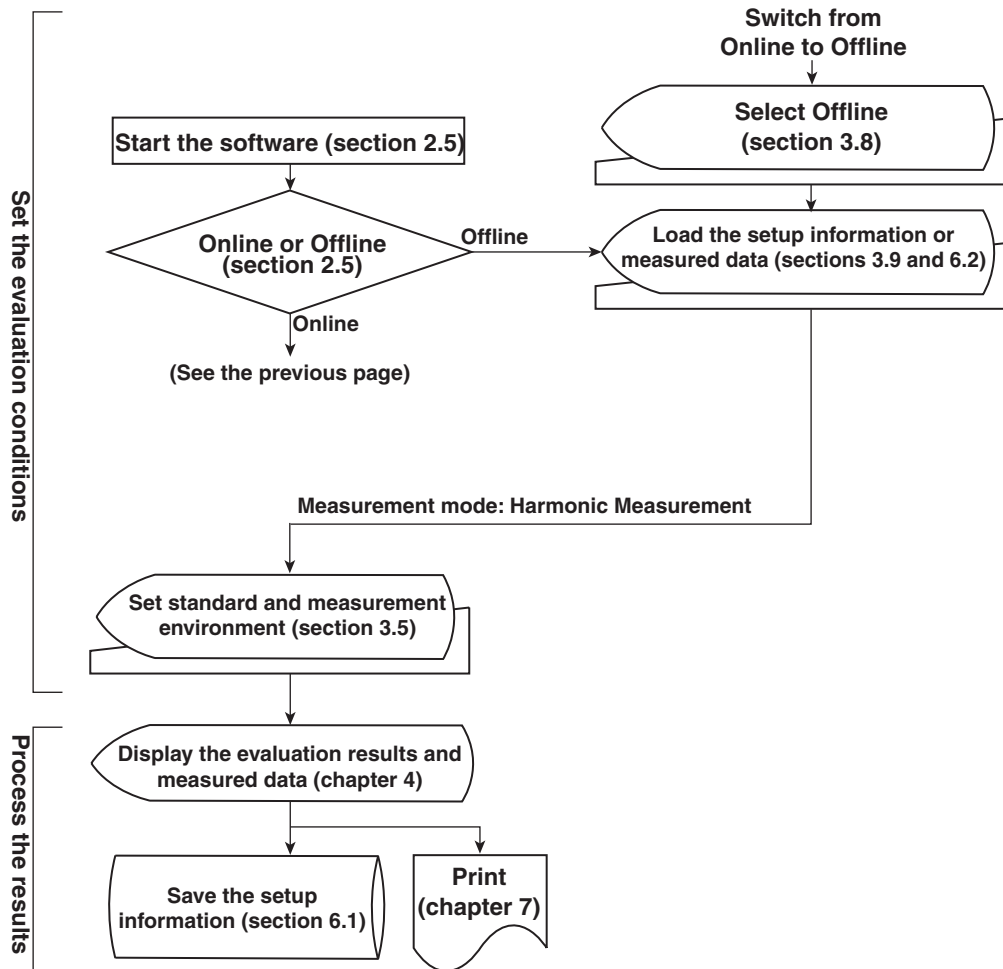 Switch from
Online to Offline
Select Offline
(section 3.8)
Start the software (section 2.5)
Online or Offline
(section 2.5)
Offline
Load the setup information or
measured data (sections 3.9 and 6.2)
Online
(See the previous page)
Set the evaluation conditions
Measurement mode: Harmonic Measurement
Set standard and measurement
environment (section 3.5)
Process the results
Display the evaluation results and
measured data (chapter 4)
Save the setup
information (section 6.1)
Print
(chapter 7)